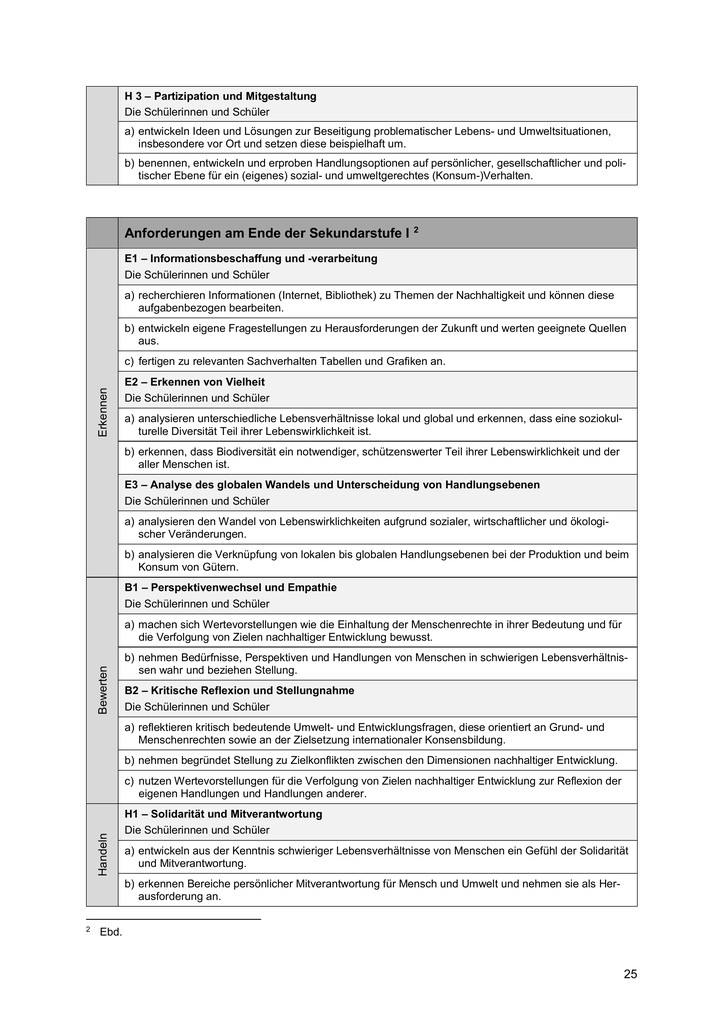 H 3 – Partizipation und Mitgestaltung
Die Schülerinnen und Schüler
a) entwickeln Ideen und Lösungen zur Beseitigung problematischer Lebens- und Umweltsituationen,
insbesondere vor Ort und setzen diese beispielhaft um.
b) benennen, entwickeln und erproben Handlungsoptionen auf persönlicher, gesellschaftlicher und poli-
tischer Ebene für ein (eigenes) sozial- und umweltgerechtes (Konsum-)Verhalten.
Anforderungen am Ende der Sekundarstufe I 2
Erkennen
E1 – Informationsbeschaffung und -verarbeitung
Die Schülerinnen und Schüler
a) recherchieren Informationen (Internet, Bibliothek) zu Themen der Nachhaltigkeit und können diese
aufgabenbezogen bearbeiten.
b) entwickeln eigene Fragestellungen zu Herausforderungen der Zukunft und werten geeignete Quellen
aus.
c) fertigen zu relevanten Sachverhalten Tabellen und Grafiken an.
E2 – Erkennen von Vielheit
Die Schülerinnen und Schüler
a) analysieren unterschiedliche Lebensverhältnisse lokal und global und erkennen, dass eine soziokul-
turelle Diversität Teil ihrer Lebenswirklichkeit ist.
b) erkennen, dass Biodiversität ein notwendiger, schützenswerter Teil ihrer Lebenswirklichkeit und der
aller Menschen ist.
E3 – Analyse des globalen Wandels und Unterscheidung von Handlungsebenen
Die Schülerinnen und Schüler
a) analysieren den Wandel von Lebenswirklichkeiten aufgrund sozialer, wirtschaftlicher und ökologi-
scher Veränderungen.
b) analysieren die Verknüpfung von lokalen bis globalen Handlungsebenen bei der Produktion und beim
Konsum von Gütern.
Bewerten
B1 – Perspektivenwechsel und Empathie
Die Schülerinnen und Schüler
a) machen sich Wertevorstellungen wie die Einhaltung der Menschenrechte in ihrer Bedeutung und für
die Verfolgung von Zielen nachhaltiger Entwicklung bewusst.
b) nehmen Bedürfnisse, Perspektiven und Handlungen von Menschen in schwierigen Lebensverhältnis-
sen wahr und beziehen Stellung.
B2 – Kritische Reflexion und Stellungnahme
Die Schülerinnen und Schüler
a) reflektieren kritisch bedeutende Umwelt- und Entwicklungsfragen, diese orientiert an Grund- und
Menschenrechten sowie an der Zielsetzung internationaler Konsensbildung.
b) nehmen begründet Stellung zu Zielkonflikten zwischen den Dimensionen nachhaltiger Entwicklung.
c) nutzen Wertevorstellungen für die Verfolgung von Zielen nachhaltiger Entwicklung zur Reflexion der
eigenen Handlungen und Handlungen anderer.
Handeln
H1 – Solidarität und Mitverantwortung
Die Schülerinnen und Schüler
a) entwickeln aus der Kenntnis schwieriger Lebensverhältnisse von Menschen ein Gefühl der Solidarität
und Mitverantwortung.
b) erkennen Bereiche persönlicher Mitverantwortung für Mensch und Umwelt und nehmen sie als Her-
ausforderung an.
2 Ebd.
25